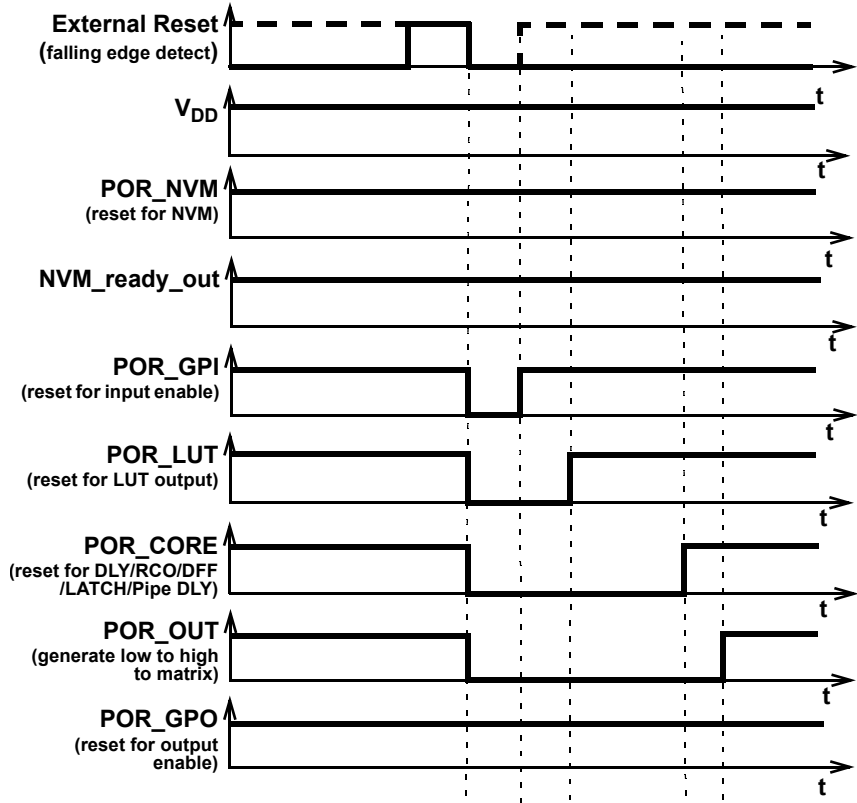 External Reset
(falling edge detect)
t
VDD
t
POR_NVM
(reset for NVM)
t
NVM_ready_out
t
POR_GPI
(reset for input enable)
t
POR_LUT
(reset for LUT output)
t
POR_CORE
(reset for DLY/RCO/DFF
/LATCH/Pipe DLY)
t
POR_OUT
(generate low to high
to matrix)
t
POR_GPO
(reset for output
enable)
t